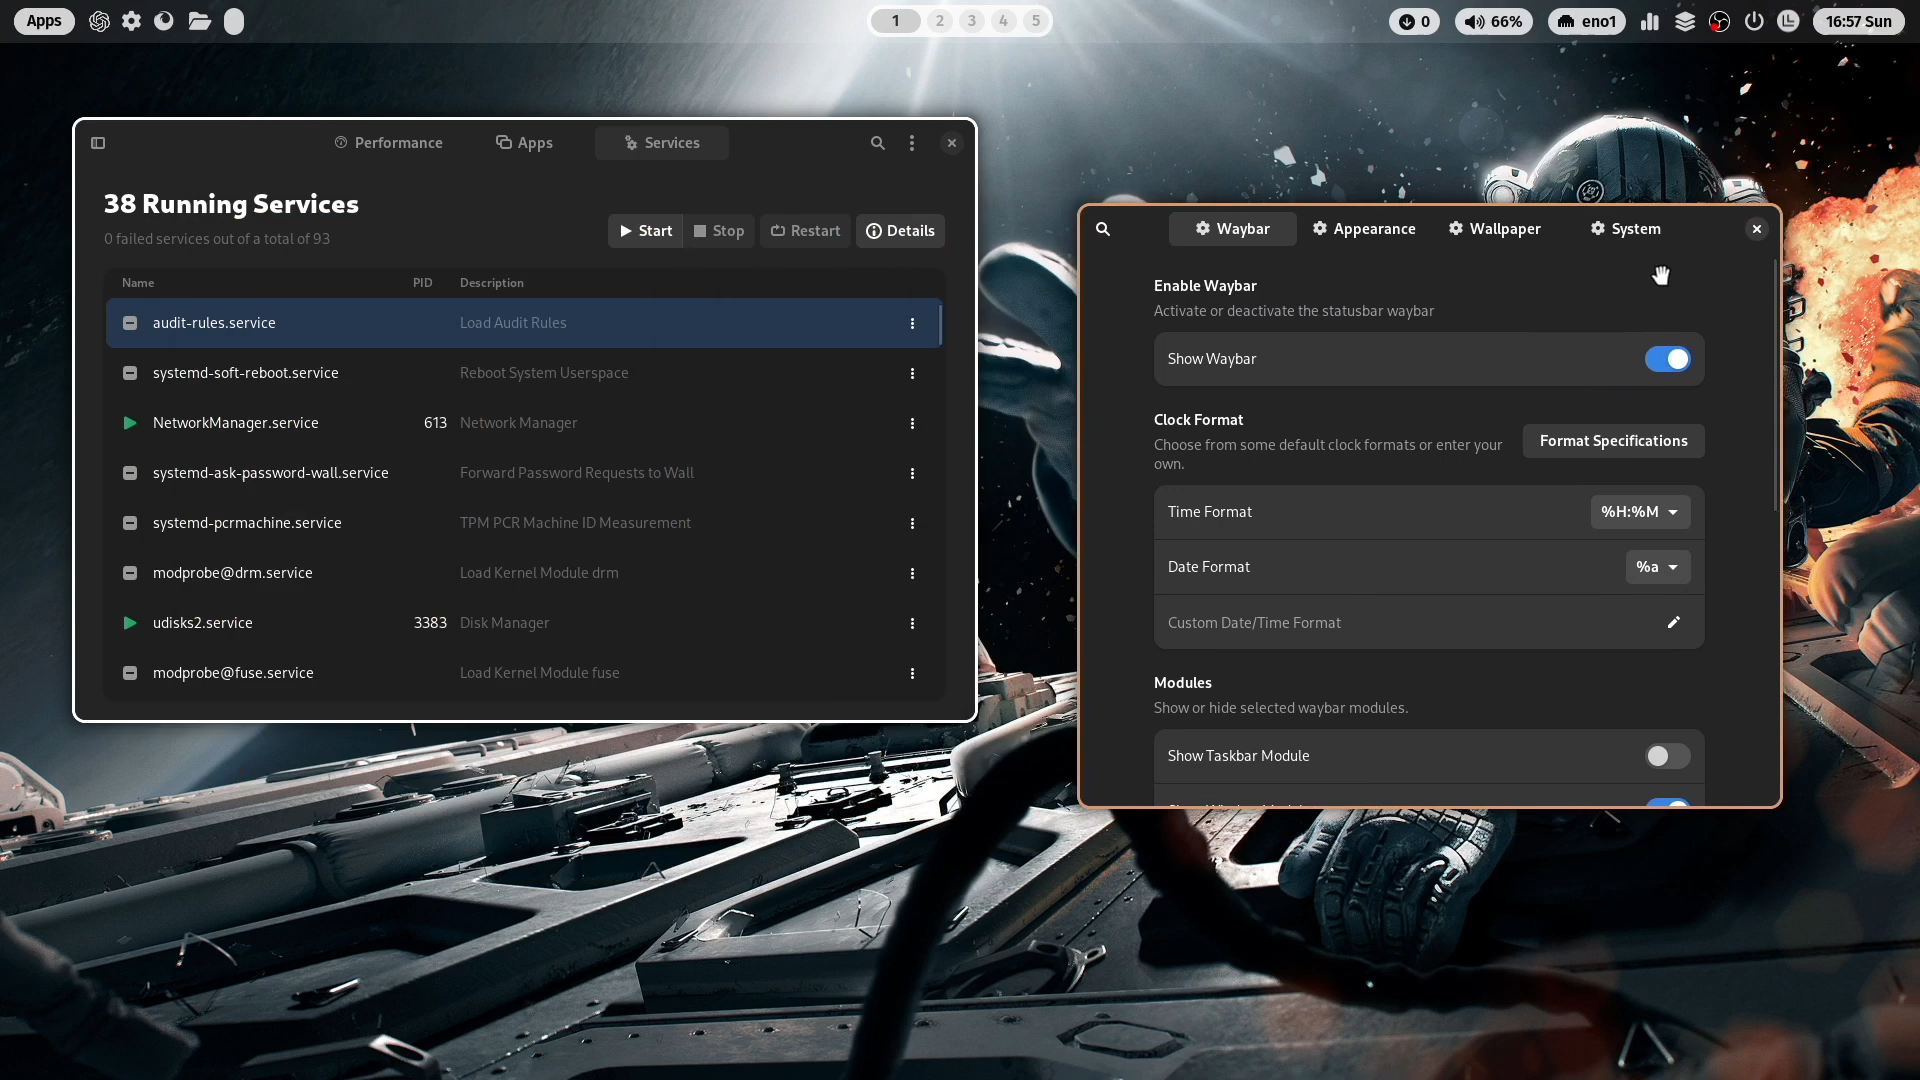 Apps
1 2 3 4 5
0
66%
eno1
16:57 Sun
Performance
Apps
Services
38 Running Services
0 failed services out of a total of 93
Start
Stop
Restart
Details
Name PID Description
audit-rules.service Load Audit Rules
systemd-soft-reboot.service Reboot System Userspace
NetworkManager.service 613 Network Manager
systemd-ask-password-wall.service Forward Password Requests to Wall
systemd-pcrmachine.service TPM PCR Machine ID Measurement
modprobe@drm.service Load Kernel Module drm
udisks2.service 3383 Disk Manager
modprobe@fuse.service Load Kernel Module fuse
Waybar
Appearance
Wallpaper
System
Enable Waybar
Activate or deactivate the statusbar waybar
Show Waybar
Clock Format
Choose from some default clock formats or enter your
own.
Format Specifications
Time Format %H:%M
Date Format %a
Custom Date/Time Format
Modules
Show or hide selected waybar modules.
Show Taskbar Module